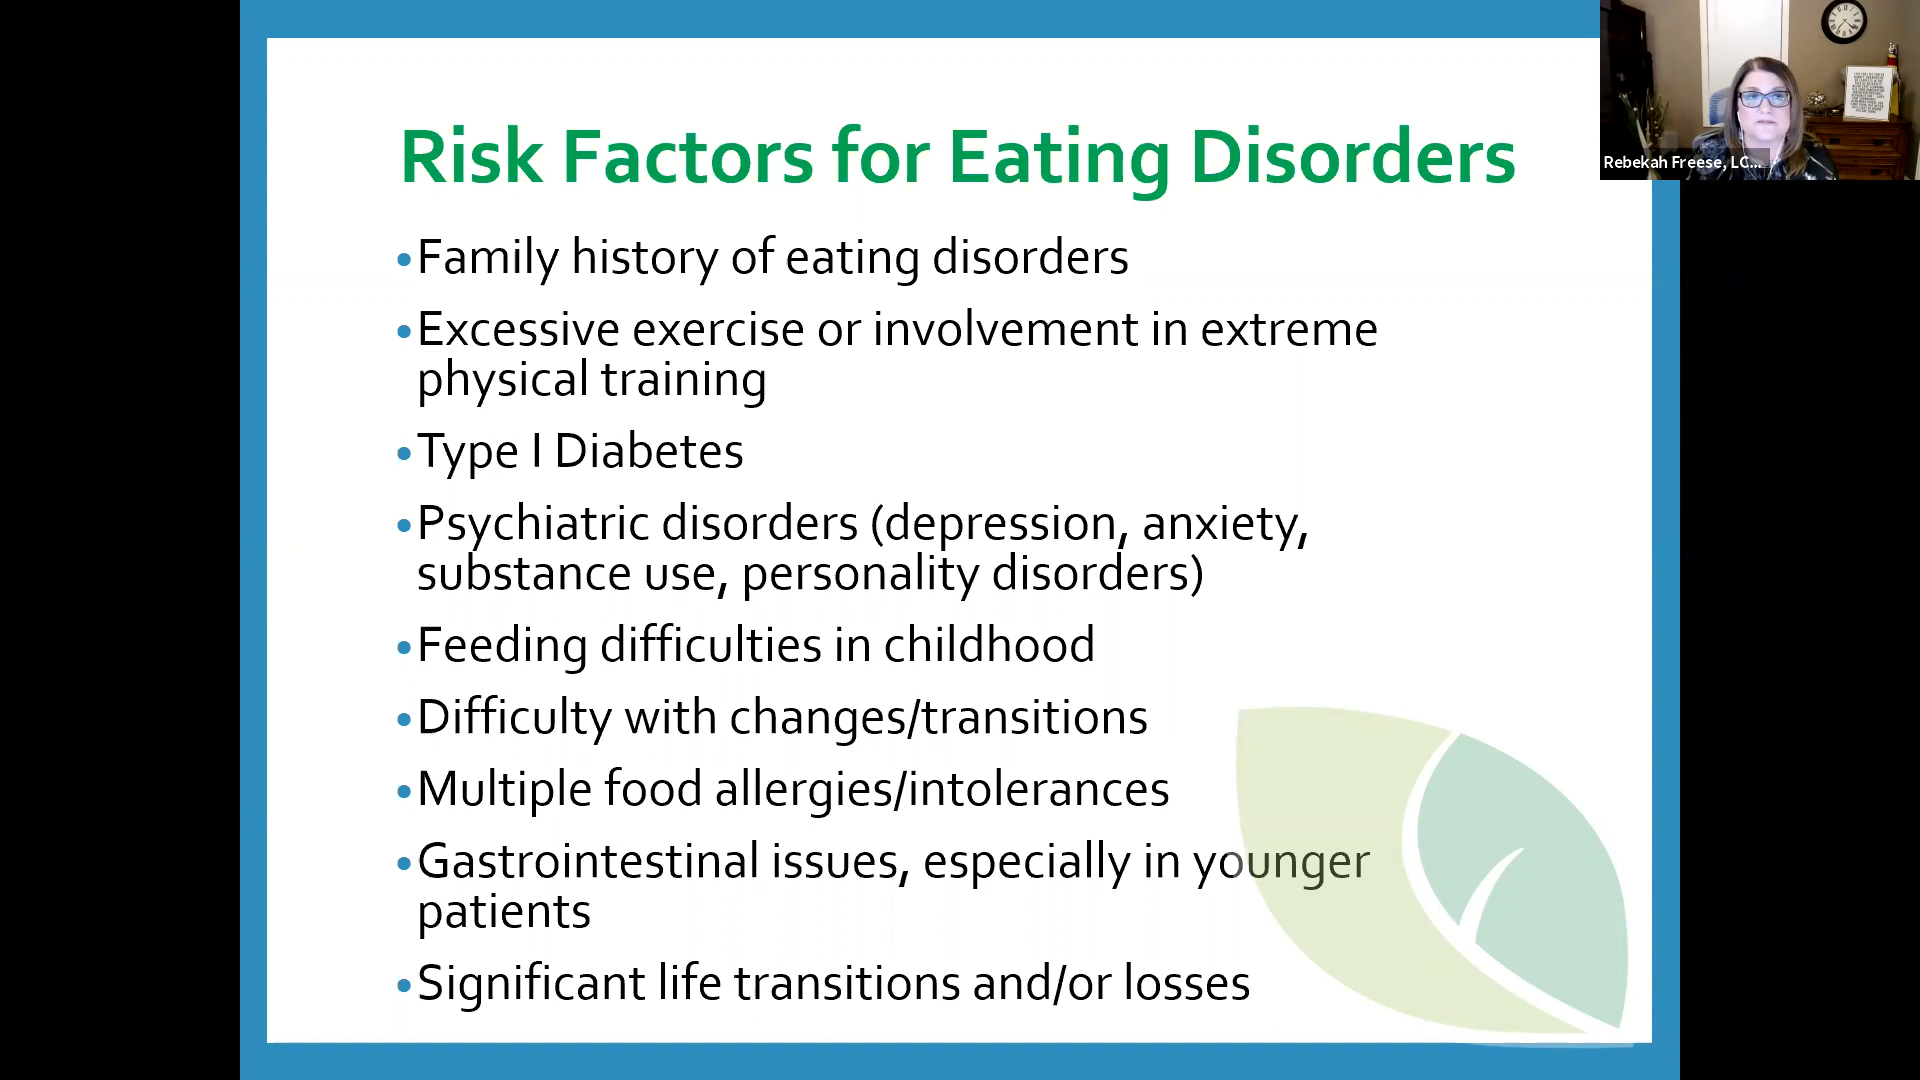 Risk Factors for Eating Disorders
•Family history of eating disorders
•Excessive exercise or involvement in extreme
physical training
•Type I Diabetes
•Psychiatric disorders (depression, anxiety,
substance use, personality disorders)
•Feeding difficulties in childhood
•Difficulty with changes/transitions
•Multiple food allergies/intolerances
•Gastrointestinal issues, especially in younger
patients
•Significant life transitions and/or losses
Rebekah Freese, LC...